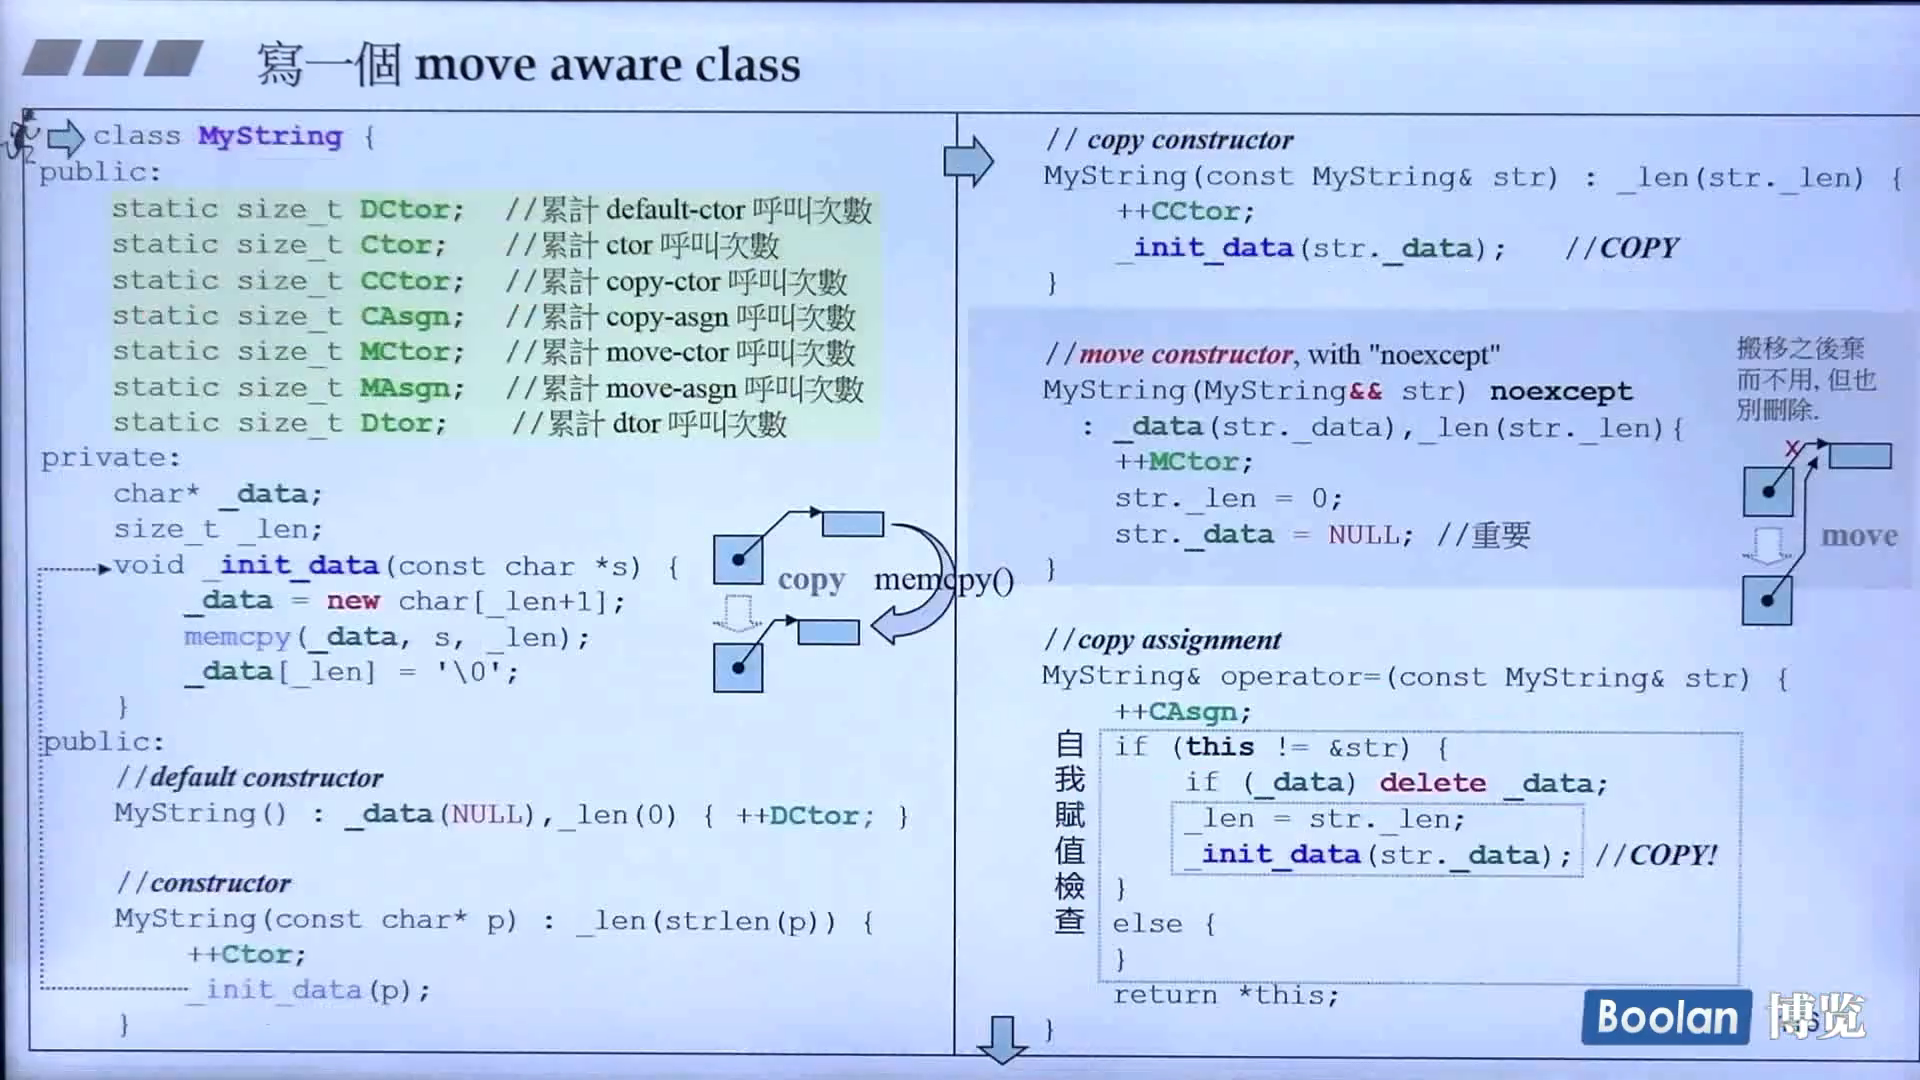 寫一個 move aware class
class MyString {
public:
static size_t DCtor; //累計 default-ctor 呼叫次數
static size_t Ctor; //累計 ctor 呼叫次數
static size_t CCtor; //累計 copy-ctor 呼叫次數
static size_t CAsgn; //累計 copy-asgn 呼叫次數
static size_t MCtor; //累計 move-ctor 呼叫次數
static size_t MAsgn; //累計 move-asgn 呼叫次數
static size_t Dtor; //累計 dtor 呼叫次數
private:
char* _data;
size_t _len;
void _init_data(const char *s) {
_data = new char[_len+1];
memcpy(_data, s, _len);
_data[_len] = '\0';
}
copy memcpy()
public:
//default constructor
MyString() : _data(NULL),_len(0) { ++DCtor; }
//constructor
MyString(const char* p) : _len(strlen(p)) {
++Ctor;
_init_data(p);
}
// copy constructor
MyString(const MyString& str) : _len(str._len) {
++CCtor;
_init_data(str._data); //COPY
}
//move constructor, with "noexcept"
MyString(MyString&& str) noexcept
: _data(str._data),_len(str._len){
++MCtor;
str._len = 0;
str._data = NULL; //重要
}
搬移之後棄
而不用, 但也
別刪除.
x
move
//copy assignment
MyString& operator=(const MyString& str) {
++CAsgn;
自我賦值檢查
if (this != &str) {
if (_data) delete _data;
_len = str._len;
_init_data(str._data); //COPY!
}
else {
}
return *this;
}
Boolan 博览